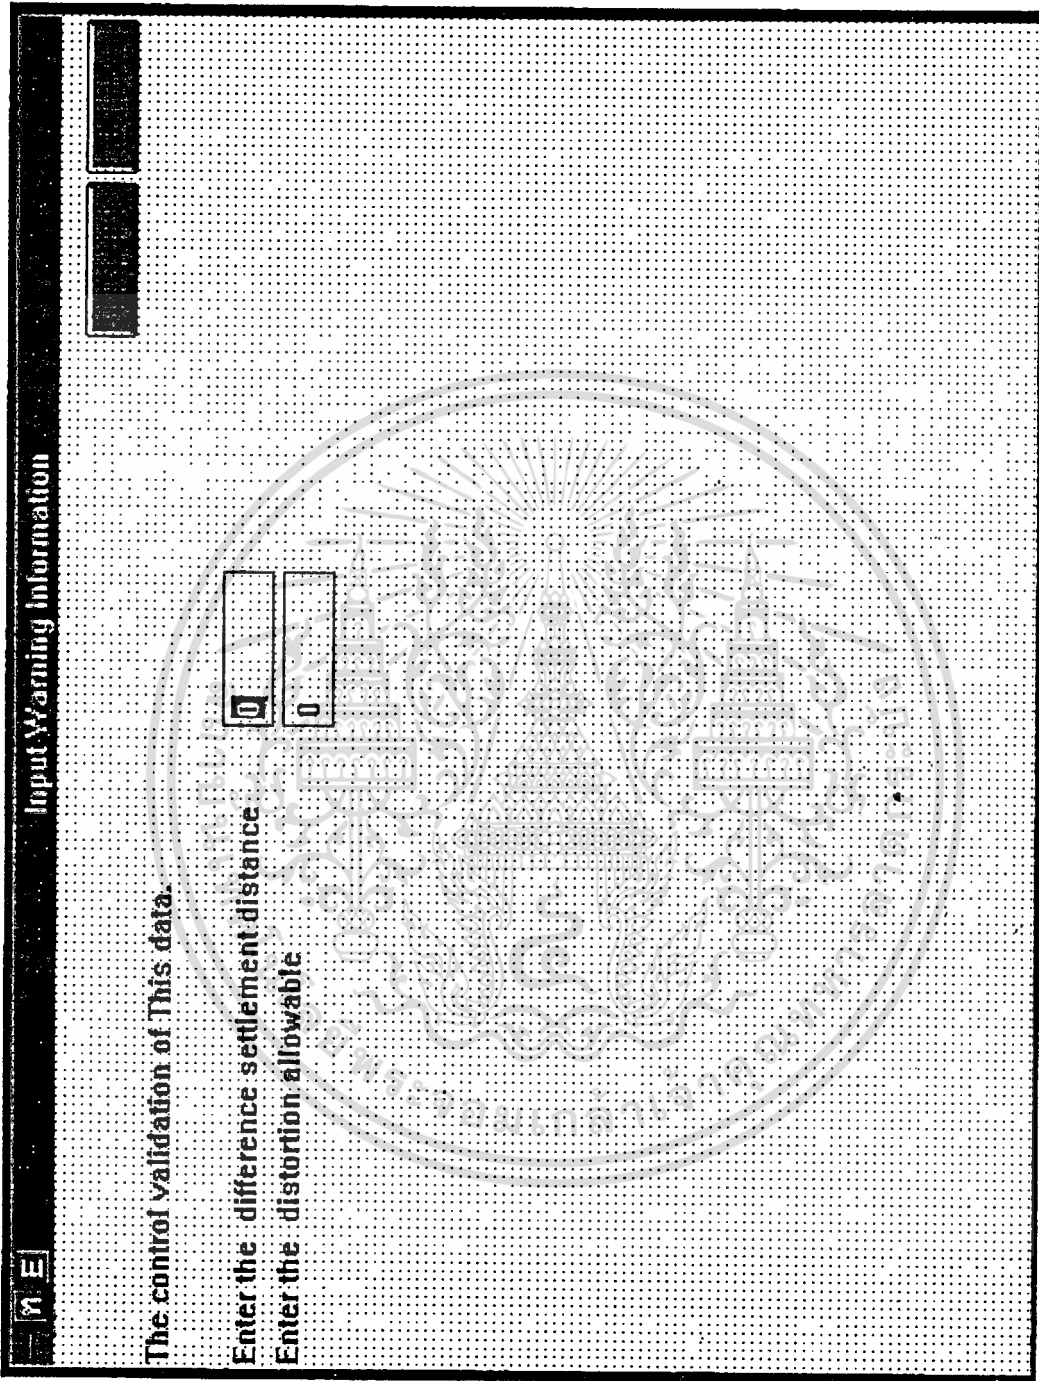 ก E
Input Warning Information
The control validation of This data.
Enter the difference settlement distance 0
Enter the distortion allowable 0